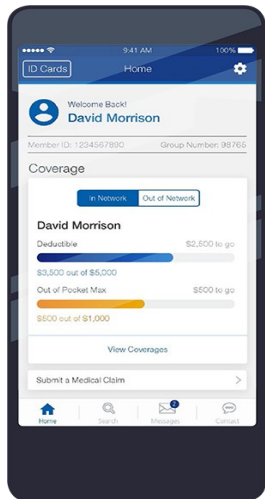 9:41 AM 100%
ID Cards Home
Welcome Back!
David Morrison
Member ID: 1234567890 Group Number: 98765
Coverage
In Network Out of Network
David Morrison
Deductible $2,500 to go
$3,500 out of $5,000
Out of Pocket Max $500 to go
$500 out of $1,000
View Coverages
Submit a Medical Claim
2
Home Search Messages Contact